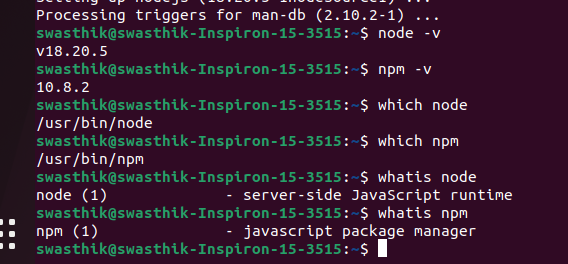 Processing triggers for man-db (2.10.2-1) ...
swasthik@swasthik-Inspiron-15-3515:~$ node -v
v18.20.5
swasthik@swasthik-Inspiron-15-3515:~$ npm -v
10.8.2
swasthik@swasthik-Inspiron-15-3515:~$ which node
/usr/bin/node
swasthik@swasthik-Inspiron-15-3515:~$ which npm
/usr/bin/npm
swasthik@swasthik-Inspiron-15-3515:~$ whatis node
node (1)             - server-side JavaScript runtime
swasthik@swasthik-Inspiron-15-3515:~$ whatis npm
npm (1)              - javascript package manager
swasthik@swasthik-Inspiron-15-3515:~$